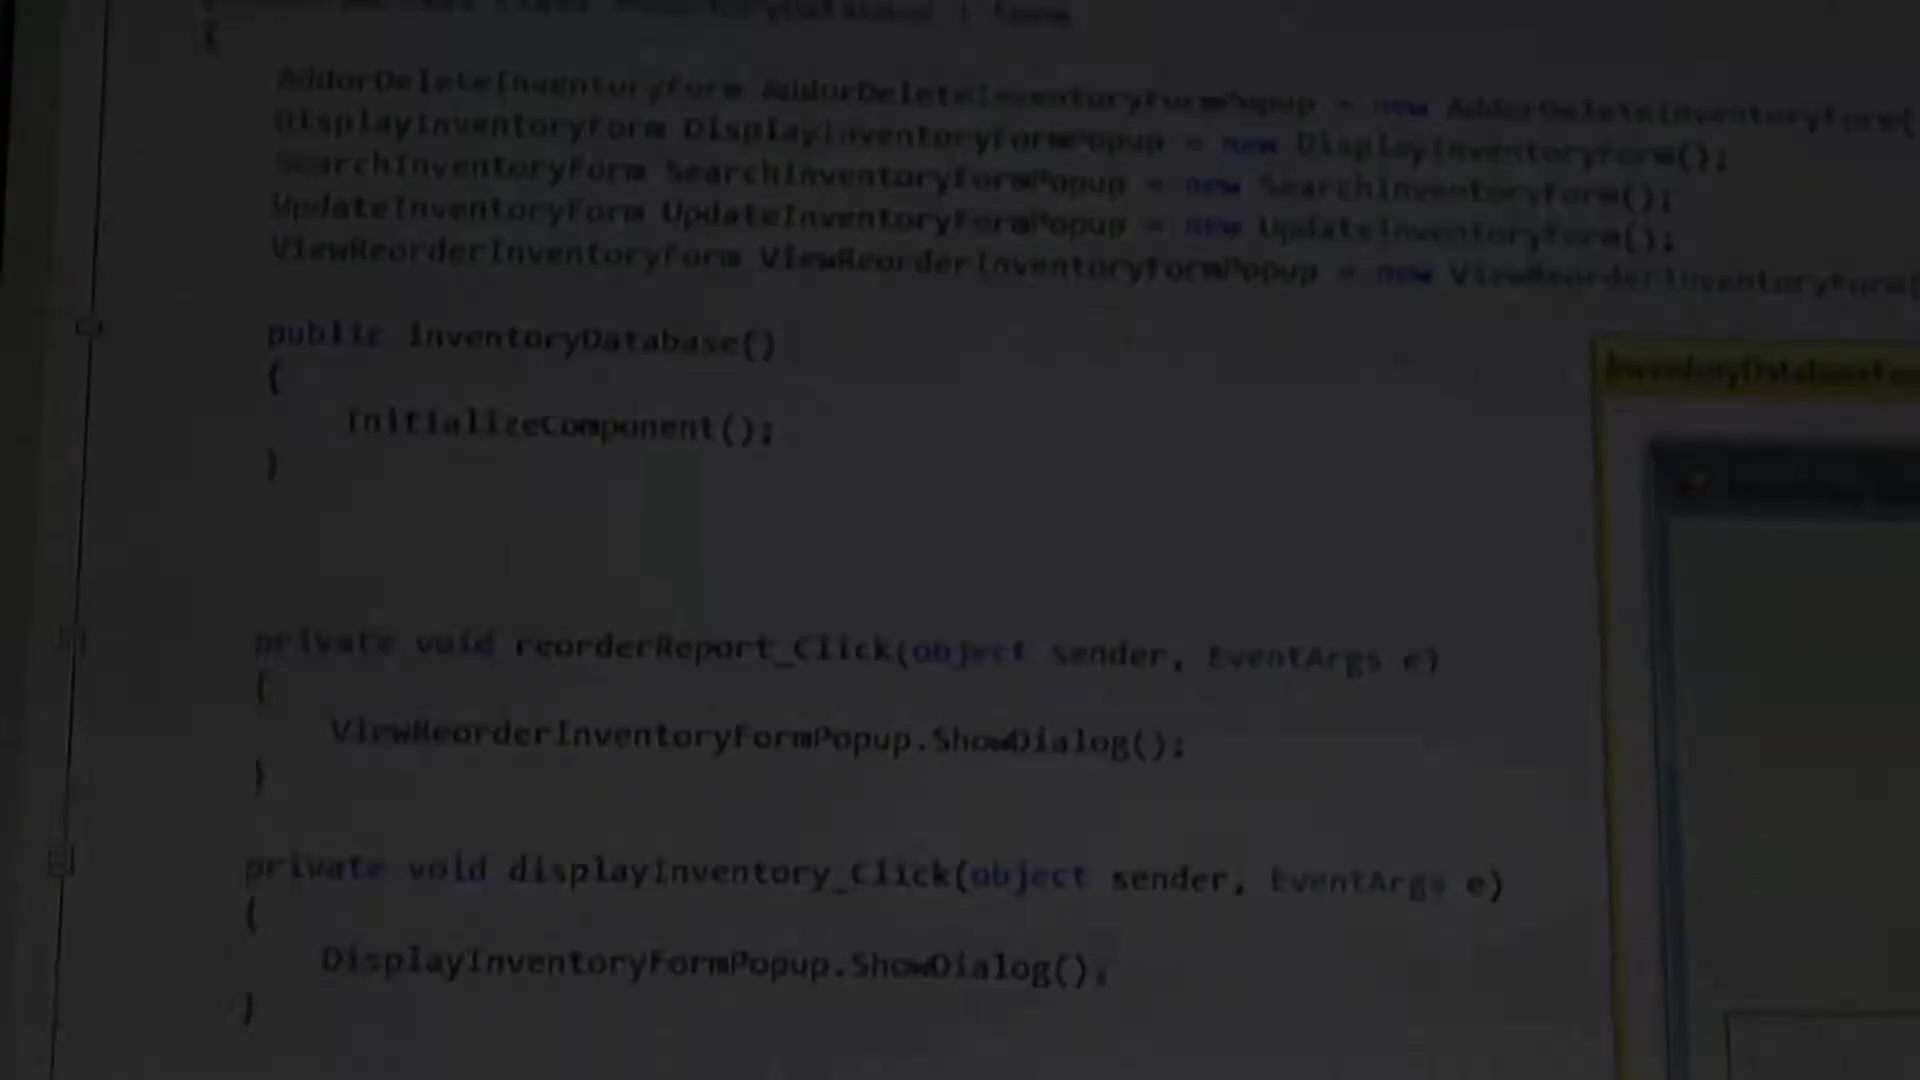 {
AddorDeleteInventoryForm AddorDeleteInventoryFormPopup = new AddorDeleteInventoryForm(
DisplayInventoryForm DisplayInventoryFormPopup = new DisplayInventoryForm();
SearchInventoryForm SearchInventoryFormPopup = new SearchInventoryForm();
UpdateInventoryForm UpdateInventoryFormPopup = new UpdateInventoryForm();
ViewReorderInventoryForm ViewReorderInventoryFormPopup = new ViewReorderInventoryForm(
public inventoryDatabase()
{
InitializeComponent();
}
private void reorderReport_Click(object sender, EventArgs e)
{
ViewReorderInventoryFormPopup.ShowDialog();
}
private void displayInventory_Click(object sender, EventArgs e)
{
DisplayInventoryFormPopup.ShowDialog();
}